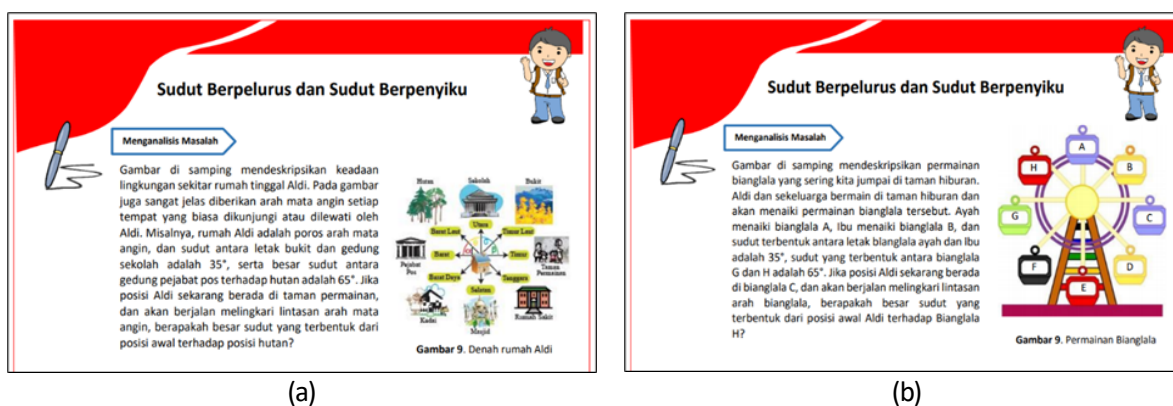 Sudut Berpelurus dan Sudut Berpenyiku
Menganalisis Masalah
Gambar di samping mendeskripsikan keadaan
lingkungan sekitar rumah tinggal Aldi. Pada gambar
juga sangat jelas diberikan arah mata angin setiap
tempat yang biasa dikunjungi atau dilewati oleh
Aldi. Misalnya, rumah Aldi adalah poros arah mata
angin, dan sudut antara letak bukit dan gedung
sekolah adalah 35°, serta besar sudut antara
gedung pejabat pos terhadap hutan adalah 65°. Jika
posisi Aldi sekarang berada di taman permainan,
dan akan berjalan melingkari lintasan arah mata
angin, berapakah besar sudut yang terbentuk dari
posisi awal terhadap posisi hutan?
Hutan Sekolah Bukit
Utara
Barat Laut Timur Laut
Barat Timur
Pejabat
Pos
Taman
Permainan
Barat Daya Tenggara
Selatan
Kadai Masjid Rumah Sakit
Gambar 9. Denah rumah Aldi
(a)
Sudut Berpelurus dan Sudut Berpenyiku
Menganalisis Masalah
Gambar di samping mendeskripsikan permainan
bianglala yang sering kita jumpai di taman hiburan.
Aldi dan sekeluarga bermain di taman hiburan dan
akan menaiki permainan bianglala tersebut. Ayah
menaiki bianglala A, Ibu menaiki bianglala B, dan
sudut terbentuk antara letak blanglala ayah dan Ibu
adalah 35°, sudut yang terbentuk antara bianglala
G dan H adalah 65°. Jika posisi Aldi sekarang berada
di bianglala C, dan akan berjalan melingkari lintasan
arah bianglala, berapakah besar sudut yang
terbentuk dari posisi awal Aldi terhadap Bianglala
H?
A
H B
G C
F D
E
Gambar 9. Permainan Bianglala
(b)